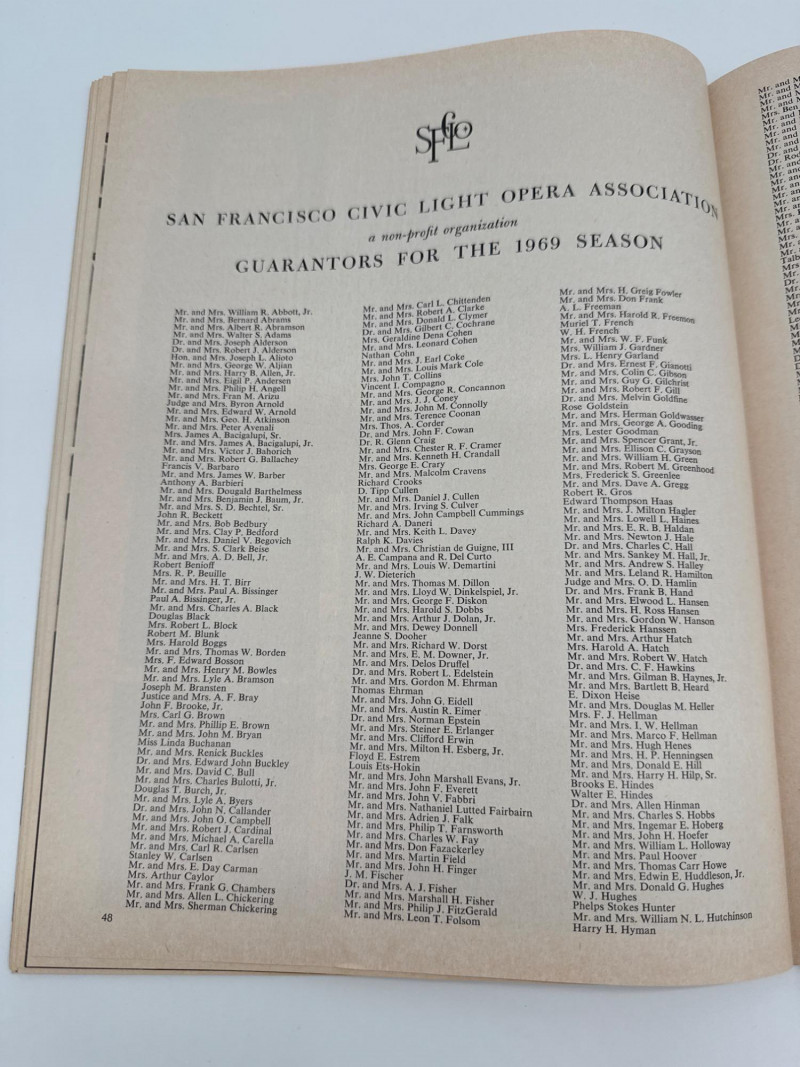 SFCLO
SAN FRANCISCO CIVIC LIGHT OPERA ASSOCIATION
a non-profit organization
GUARANTORS FOR THE 1969 SEASON
Mr. and Mrs. William R. Abbott, Jr.
Mr. and Mrs. Bernard Abrams
Mr. and Mrs. Albert R. Abramson
Mr. and Mrs. Walter S. Adams
Dr. and Mrs. Joseph Alderson
Dr. and Mrs. Robert J. Alderson
Hon. and Mrs. Joseph L. Alioto
Mr. and Mrs. George W. Aljian
Mr. and Mrs. Harry B. Allen, Jr.
Mr. and Mrs. Eigil P. Andersen
Mr. and Mrs. Philip H. Angell
Mr. and Mrs. Fran M. Arizu
Judge and Mrs. Byron Arnold
Mr. and Mrs. Edward W. Arnold
Mr. and Mrs. Geo. H. Atkinson
Mr. and Mrs. Peter Avenali
Mrs. James A. Bacigalupi, Sr.
Mr. and Mrs. James A. Bacigalupi, Jr.
Mr. and Mrs. Victor J. Bahorich
Mr. and Mrs. Robert G. Ballachey
Francis V. Barbaro
Mr. and Mrs. James W. Barber
Anthony A. Barbieri
Mr. and Mrs. Dougald Barthelmess
Mr. and Mrs. Benjamin J. Baum, Jr.
Mr. and Mrs. S. D. Bechtel, Sr.
John R. Beckett
Mr. and Mrs. Bob Bedbury
Mr. and Mrs. Clay P. Bedford
Mr. and Mrs. Daniel V. Begovich
Mr. and Mrs. S. Clark Beise
Mr. and Mrs. A. D. Bell, Jr.
Robert Benioff
Mrs. R. P. Beuille
Mr. and Mrs. H. T. Birr
Mr. and Mrs. Paul A. Bissinger
Paul A. Bissinger, Jr.
Mr. and Mrs. Charles A. Black
Douglas Black
Mrs. Robert L. Block
Robert M. Blunk
Mrs. Harold Boggs
Mr. and Mrs. Thomas W. Borden
Mrs. F. Edward Bosson
Mr. and Mrs. Henry M. Bowles
Mr. and Mrs. Lyle A. Bramson
Joseph M. Bransten
Justice and Mrs. A. F. Bray
John F. Brooke, Jr.
Mrs. Carl G. Brown
Mr. and Mrs. Phillip E. Brown
Mr. and Mrs. John M. Bryan
Miss Linda Buchanan
Mr. and Mrs. Renick Buckles
Dr. and Mrs. Edward John Buckley
Mr. and Mrs. David C. Bull
Mr. and Mrs. Charles Bulotti, Jr.
Douglas T. Burch, Jr.
Mr. and Mrs. Lyle A. Byers
Dr. and Mrs. John N. Callander
Mr. and Mrs. John O. Campbell
Mr. and Mrs. Robert J. Cardinal
Mr. and Mrs. Michael A. Carella
Mr. and Mrs. Carl R. Carlsen
Stanley W. Carlsen
Mr. and Mrs. E. Day Carman
Mrs. Arthur Caylor
Mr. and Mrs. Frank G. Chambers
Mr. and Mrs. Allen L. Chickering
Mr. and Mrs. Sherman Chickering
Mr. and Mrs. Carl L. Chittenden
Mr. and Mrs. Robert A. Clarke
Mr. and Mrs. Donald L. Clymer
Dr. and Mrs. Gilbert C. Cochrane
Mrs. Geraldine Dena Cohen
Mr. and Mrs. Leonard Cohen
Nathan Cohn
Mr. and Mrs. J. Earl Coke
Mr. and Mrs. Louis Mark Cole
Mrs. John T. Collins
Vincent I. Compagno
Mr. and Mrs. George R. Concannon
Mr. and Mrs. J. J. Coney
Mr. and Mrs. John M. Connolly
Mr. and Mrs. Terence Coonan
Mrs. Thos. A. Corder
Dr. and Mrs. John F. Cowan
Dr. R. Glenn Craig
Mr. and Mrs. Chester R. F. Cramer
Mr. and Mrs. Kenneth H. Crandall
Mrs. George E. Crary
Mr. and Mrs. Malcolm Cravens
Richard Crooks
D. Tipp Cullen
Mr. and Mrs. Daniel J. Cullen
Mr. and Mrs. Irving S. Culver
Mr. and Mrs. John Campbell Cummings
Richard A. Daneri
Mr. and Mrs. Keith L. Davey
Ralph K. Davies
Mr. and Mrs. Christian de Guigne, III
A. E. Campana and R. Del Curto
Mr. and Mrs. Louis W. Demartini
J. W. Dieterich
Mr. and Mrs. Thomas M. Dillon
Mr. and Mrs. Lloyd W. Dinkelspiel, Jr.
Mr. and Mrs. George F. Diskon
Mr. and Mrs. Harold S. Dobbs
Mr. and Mrs. Arthur J. Dolan, Jr.
Mr. and Mrs. Dewey Donnell
Jeanne S. Dooher
Mr. and Mrs. Richard W. Dorst
Mr. and Mrs. E. M. Downer, Jr.
Mr. and Mrs. Delos Druffel
Dr. and Mrs. Robert L. Edelstein
Mr. and Mrs. Gordon M. Ehrman
Thomas Ehrman
Mr. and Mrs. John G. Eidell
Mr. and Mrs. Austin R. Eimer
Dr. and Mrs. Norman Epstein
Mr. and Mrs. Steiner E. Erlanger
Mr. and Mrs. Clifford Erwin
Mr. and Mrs. Milton H. Esberg, Jr.
Floyd E. Estrem
Louis Ets-Hokin
Mr. and Mrs. John Marshall Evans, Jr.
Mr. and Mrs. John F. Everett
Mr. and Mrs. John V. Fabbri
Mr. and Mrs. Nathaniel Lutted Fairbairn
Mr. and Mrs. Adrien J. Falk
Mr. and Mrs. Philip T. Farnsworth
Mr. and Mrs. Charles W. Fay
Mr. and Mrs. Don Fazackerley
Mr. and Mrs. Martin Field
Mr. and Mrs. John H. Finger
J. M. Fischer
Dr. and Mrs. A. J. Fisher
Mr. and Mrs. Marshall H. Fisher
Mr. and Mrs. Philip J. FitzGerald
Mr. and Mrs. Leon T. Folsom
Mr. and Mrs. H. Greig Fowler
Mr. and Mrs. Don Frank
A. L. Freeman
Mr. and Mrs. Harold R. Freemon
Muriel T. French
W. H. French
Mr. and Mrs. W. F. Funk
Mrs. William J. Gardner
Mrs. L. Henry Garland
Dr. and Mrs. Ernest F. Gianotti
Mr. and Mrs. Colin C. Gibson
Mr. and Mrs. Guy G. Gilchrist
Mr. and Mrs. Robert F. Gill
Dr. and Mrs. Melvin Goldfine
Rose Goldstein
Mr. and Mrs. Herman Goldwasser
Mr. and Mrs. George A. Gooding
Mrs. Lester Goodman
Mr. and Mrs. Spencer Grant, Jr.
Mr. and Mrs. Ellison C. Grayson
Mr. and Mrs. William H. Green
Mr. and Mrs. Robert M. Greenhood
Mrs. Frederick S. Greenlee
Mr. and Mrs. Dave A. Gregg
Robert R. Gros
Edward Thompson Haas
Mr. and Mrs. J. Milton Hagler
Mr. and Mrs. Lowell L. Haines
Mr. and Mrs. E. R. B. Haldan
Mr. and Mrs. Newton J. Hale
Dr. and Mrs. Charles C. Hall
Mr. and Mrs. Sankey M. Hall, Jr.
Mr. and Mrs. Andrew S. Halley
Mr. and Mrs. Leland R. Hamilton
Judge and Mrs. O. D. Hamlin
Dr. and Mrs. Frank B. Hand
Mr. and Mrs. Elwood L. Hansen
Mr. and Mrs. H. Ross Hansen
Mr. and Mrs. Gordon W. Hanson
Mrs. Frederick Hanssen
Mr. and Mrs. Arthur Hatch
Mrs. Harold A. Hatch
Mr. and Mrs. Robert W. Hatch
Dr. and Mrs. C. F. Hawkins
Mr. and Mrs. Gilman B. Haynes, Jr.
Mr. and Mrs. Bartlett B. Heard
E. Dixon Heise
Mr. and Mrs. Douglas M. Heller
Mrs. F. J. Hellman
Mr. and Mrs. I. W. Hellman
Mr. and Mrs. Marco F. Hellman
Mr. and Mrs. Hugh Henes
Mr. and Mrs. H. P. Henningsen
Mr. and Mrs. Donald E. Hill
Mr. and Mrs. Harry H. Hilp, Sr.
Brooks E. Hindes
Walter E. Hindes
Dr. and Mrs. Allen Hinman
Mr. and Mrs. Charles S. Hobbs
Mr. and Mrs. Ingemar E. Hoberg
Mr. and Mrs. John H. Hoefer
Mr. and Mrs. William L. Holloway
Mr. and Mrs. Paul Hoover
Mr. and Mrs. Thomas Carr Howe
Mr. and Mrs. Edwin E. Huddleson, Jr.
Mr. and Mrs. Donald G. Hughes
W. J. Hughes
Phelps Stokes Hunter
Mr. and Mrs. William N. L. Hutchinson
Harry H. Hyman
48